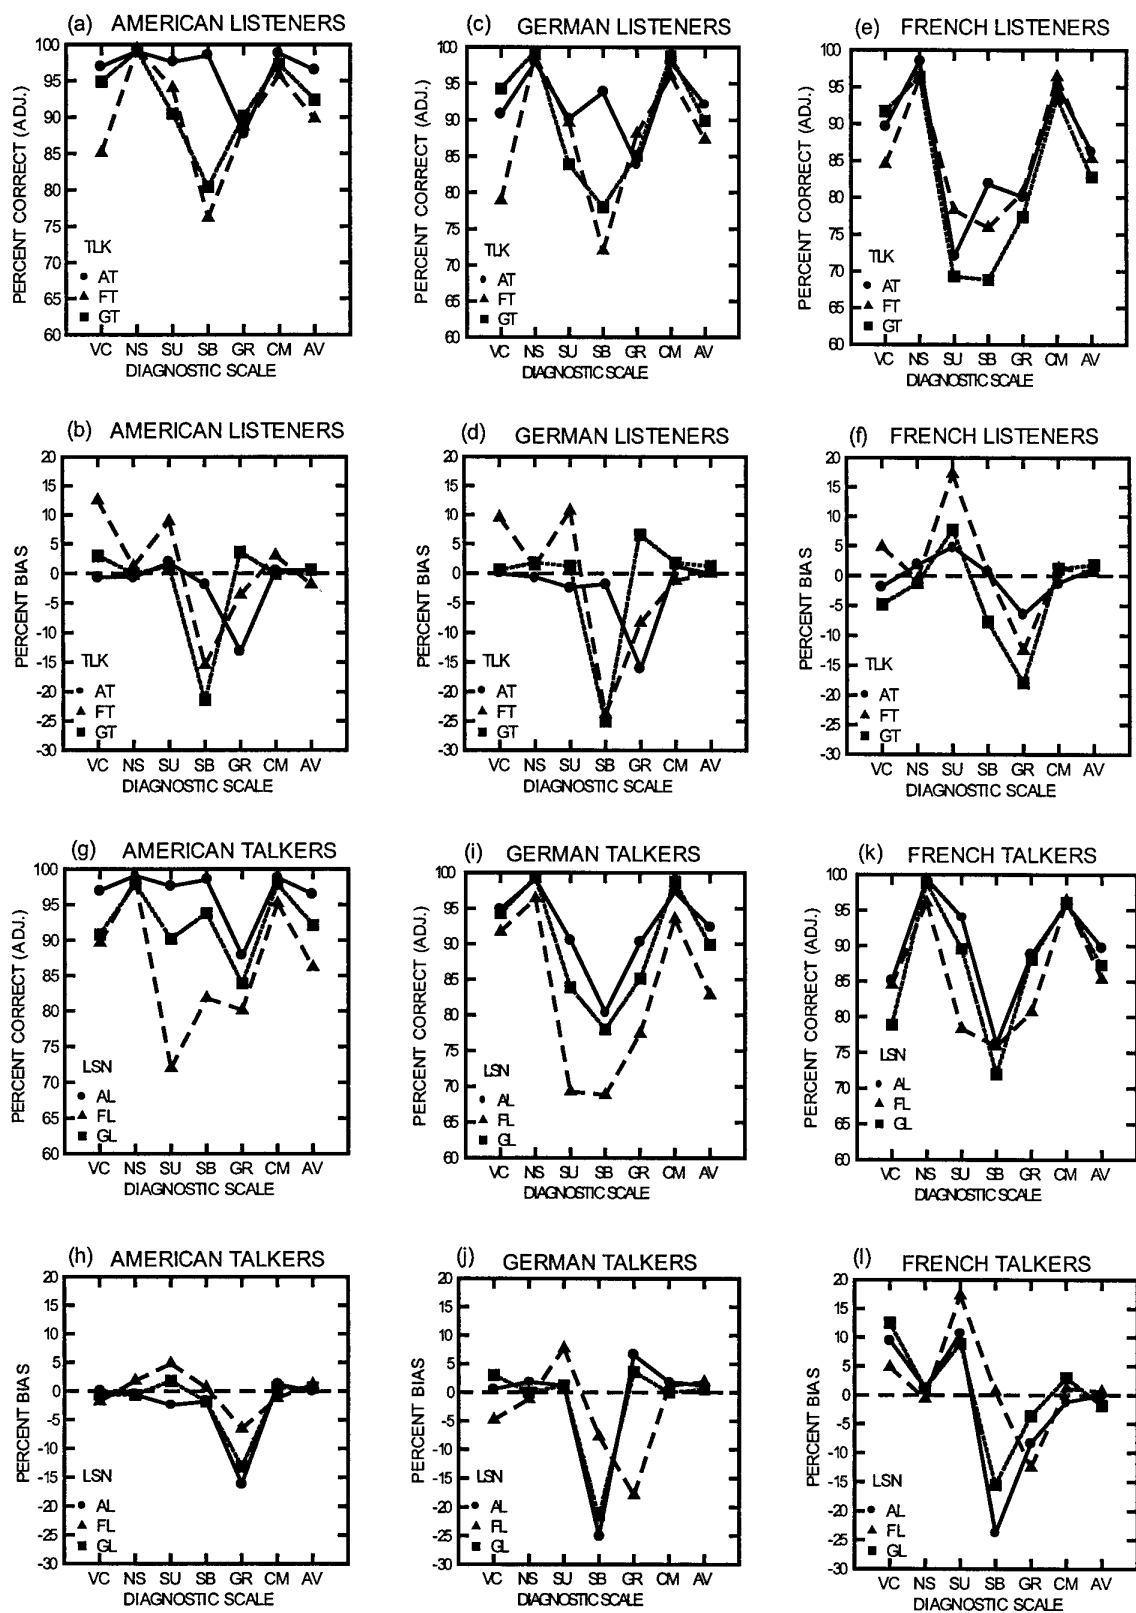 (a) AMERICAN LISTENERS
PERCENT CORRECT (ADJ.)
100
95
90
85
80
75
70
65
60
TLK
AT
FT
GT
VC NS SU SB GR CM AV
DIAGNOSTIC SCALE
(c) GERMAN LISTENERS
PERCENT CORRECT (ADJ.)
100
95
90
85
80
75
70
65
60
TLK
AT
FT
GT
VC NS SU SB GR CM AV
DIAGNOSTIC SCALE
(e) FRENCH LISTENERS
PERCENT CORRECT (ADJ.)
100
95
90
85
80
75
70
65
60
TLK
AT
FT
GT
VC NS SU SB GR CM AV
DIAGNOSTIC SCALE
(b) AMERICAN LISTENERS
PERCENT BIAS
20
15
10
5
0
-5
-10
-15
-20
-25
-30
TLK
AT
FT
GT
VC NS SU SB GR CM AV
DIAGNOSTIC SCALE
(d) GERMAN LISTENERS
PERCENT BIAS
20
15
10
5
0
-5
-10
-15
-20
-25
-30
TLK
AT
FT
GT
VC NS SU SB GR CM AV
DIAGNOSTIC SCALE
(f) FRENCH LISTENERS
PERCENT BIAS
20
15
10
5
0
-5
-10
-15
-20
-25
-30
TLK
AT
FT
GT
VC NS SU SB GR CM AV
DIAGNOSTIC SCALE
(g) AMERICAN TALKERS
PERCENT CORRECT (ADJ.)
100
95
90
85
80
75
70
65
60
LSN
AL
FL
GL
VC NS SU SB GR CM AV
DIAGNOSTIC SCALE
(i) GERMAN TALKERS
PERCENT CORRECT (ADJ.)
100
95
90
85
80
75
70
65
60
LSN
AL
FL
GL
VC NS SU SB GR CM AV
DIAGNOSTIC SCALE
(k) FRENCH TALKERS
PERCENT CORRECT (ADJ.)
100
95
90
85
80
75
70
65
60
LSN
AL
FL
GL
VC NS SU SB GR CM AV
DIAGNOSTIC SCALE
(h) AMERICAN TALKERS
PERCENT BIAS
20
15
10
5
0
-5
-10
-15
-20
-25
-30
LSN
AL
FL
GL
VC NS SU SB GR CM AV
DIAGNOSTIC SCALE
(j) GERMAN TALKERS
PERCENT BIAS
20
15
10
5
0
-5
-10
-15
-20
-25
-30
LSN
AL
FL
GL
VC NS SU SB GR CM AV
DIAGNOSTIC SCALE
(l) FRENCH TALKERS
PERCENT BIAS
20
15
10
5
0
-5
-10
-15
-20
-25
-30
LSN
AL
FL
GL
VC NS SU SB GR CM AV
DIAGNOSTIC SCALE